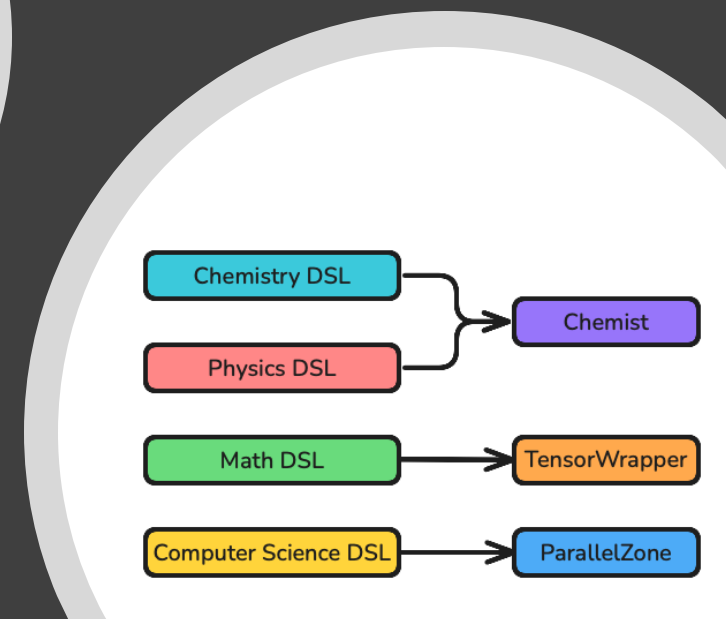 Chemistry DSL
Chemist
Physics DSL
Math DSL
TensorWrapper
Computer Science DSL
ParallelZone